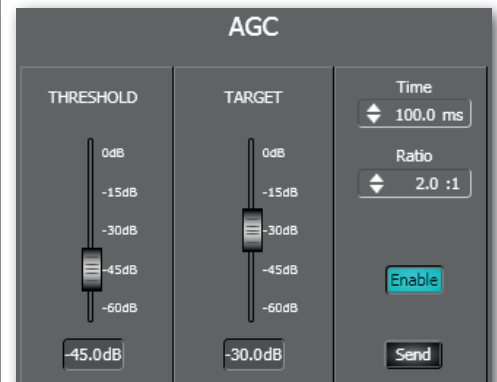 AGC
THRESHOLD
0dB
-15dB
-30dB
-45dB
-60dB
-45.0dB
TARGET
0dB
-15dB
-30dB
-45dB
-60dB
-30.0dB
Time
100.0 ms
Ratio
2.0 :1
Enable
Send